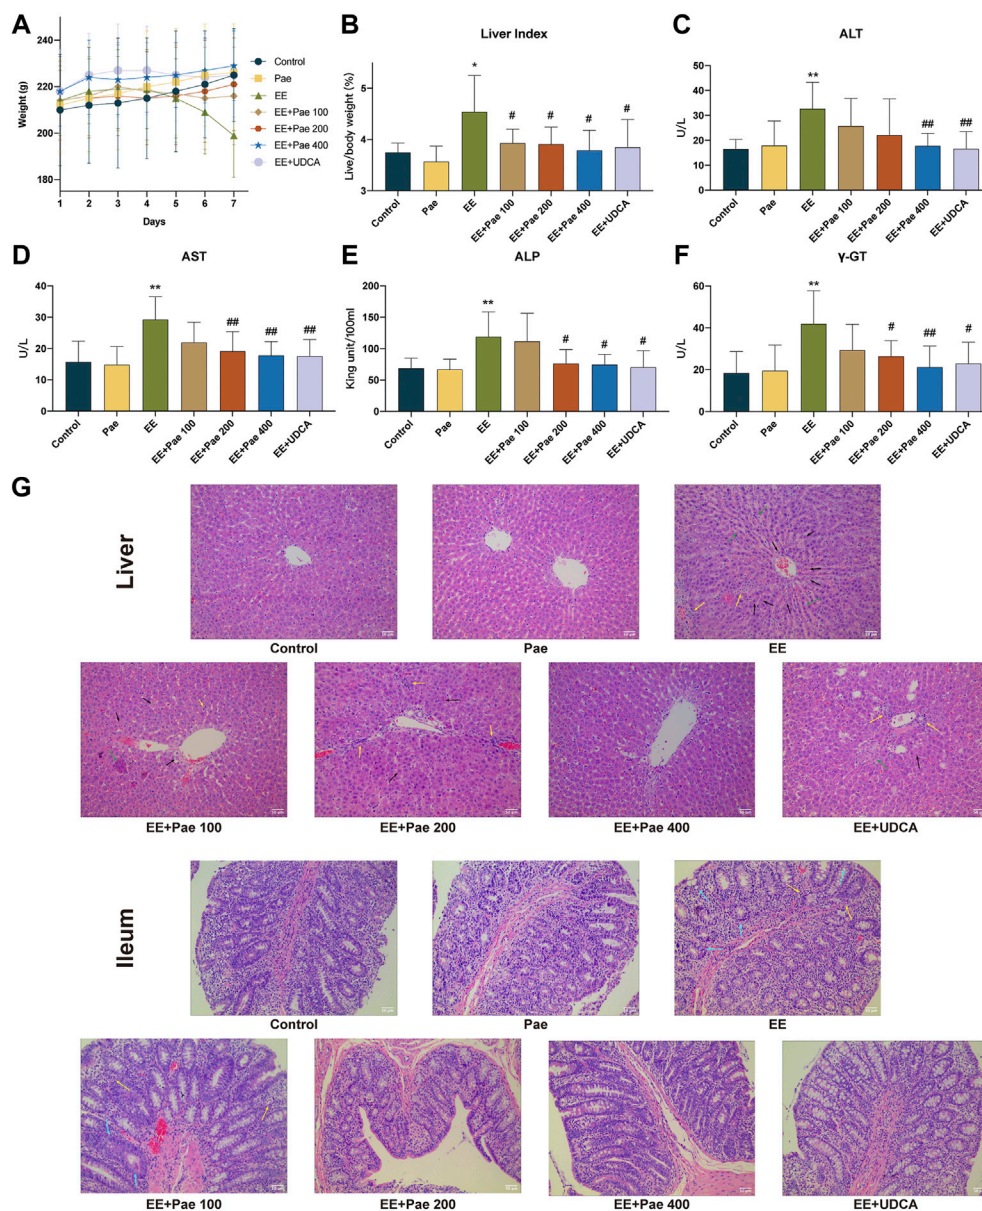 A
240
220
200
180
Weight (g)
1 2 3 4 5 6 7
Days
Control
Pae
EE
EE+Pae 100
EE+Pae 200
EE+Pae 400
EE+UDCA
B
Liver Index
Live/body weight (%)
6
5
4
3
*
#
#
#
#
Control
Pae
EE
EE+Pae 100
EE+Pae 200
EE+Pae 400
EE+UDCA
C
ALT
U/L
50
40
30
20
10
0
**
##
##
Control
Pae
EE
EE+Pae 100
EE+Pae 200
EE+Pae 400
EE+UDCA
D
AST
U/L
40
30
20
10
0
**
##
##
##
Control
Pae
EE
EE+Pae 100
EE+Pae 200
EE+Pae 400
EE+UDCA
E
ALP
King unit/100ml
200
150
100
50
0
**
#
#
#
Control
Pae
EE
EE+Pae 100
EE+Pae 200
EE+Pae 400
EE+UDCA
F
γ-GT
U/L
60
40
20
0
**
#
##
#
Control
Pae
EE
EE+Pae 100
EE+Pae 200
EE+Pae 400
EE+UDCA
G
Liver
Control
Pae
EE
EE+Pae 100
EE+Pae 200
EE+Pae 400
EE+UDCA
Ileum
Control
Pae
EE
EE+Pae 100
EE+Pae 200
EE+Pae 400
EE+UDCA